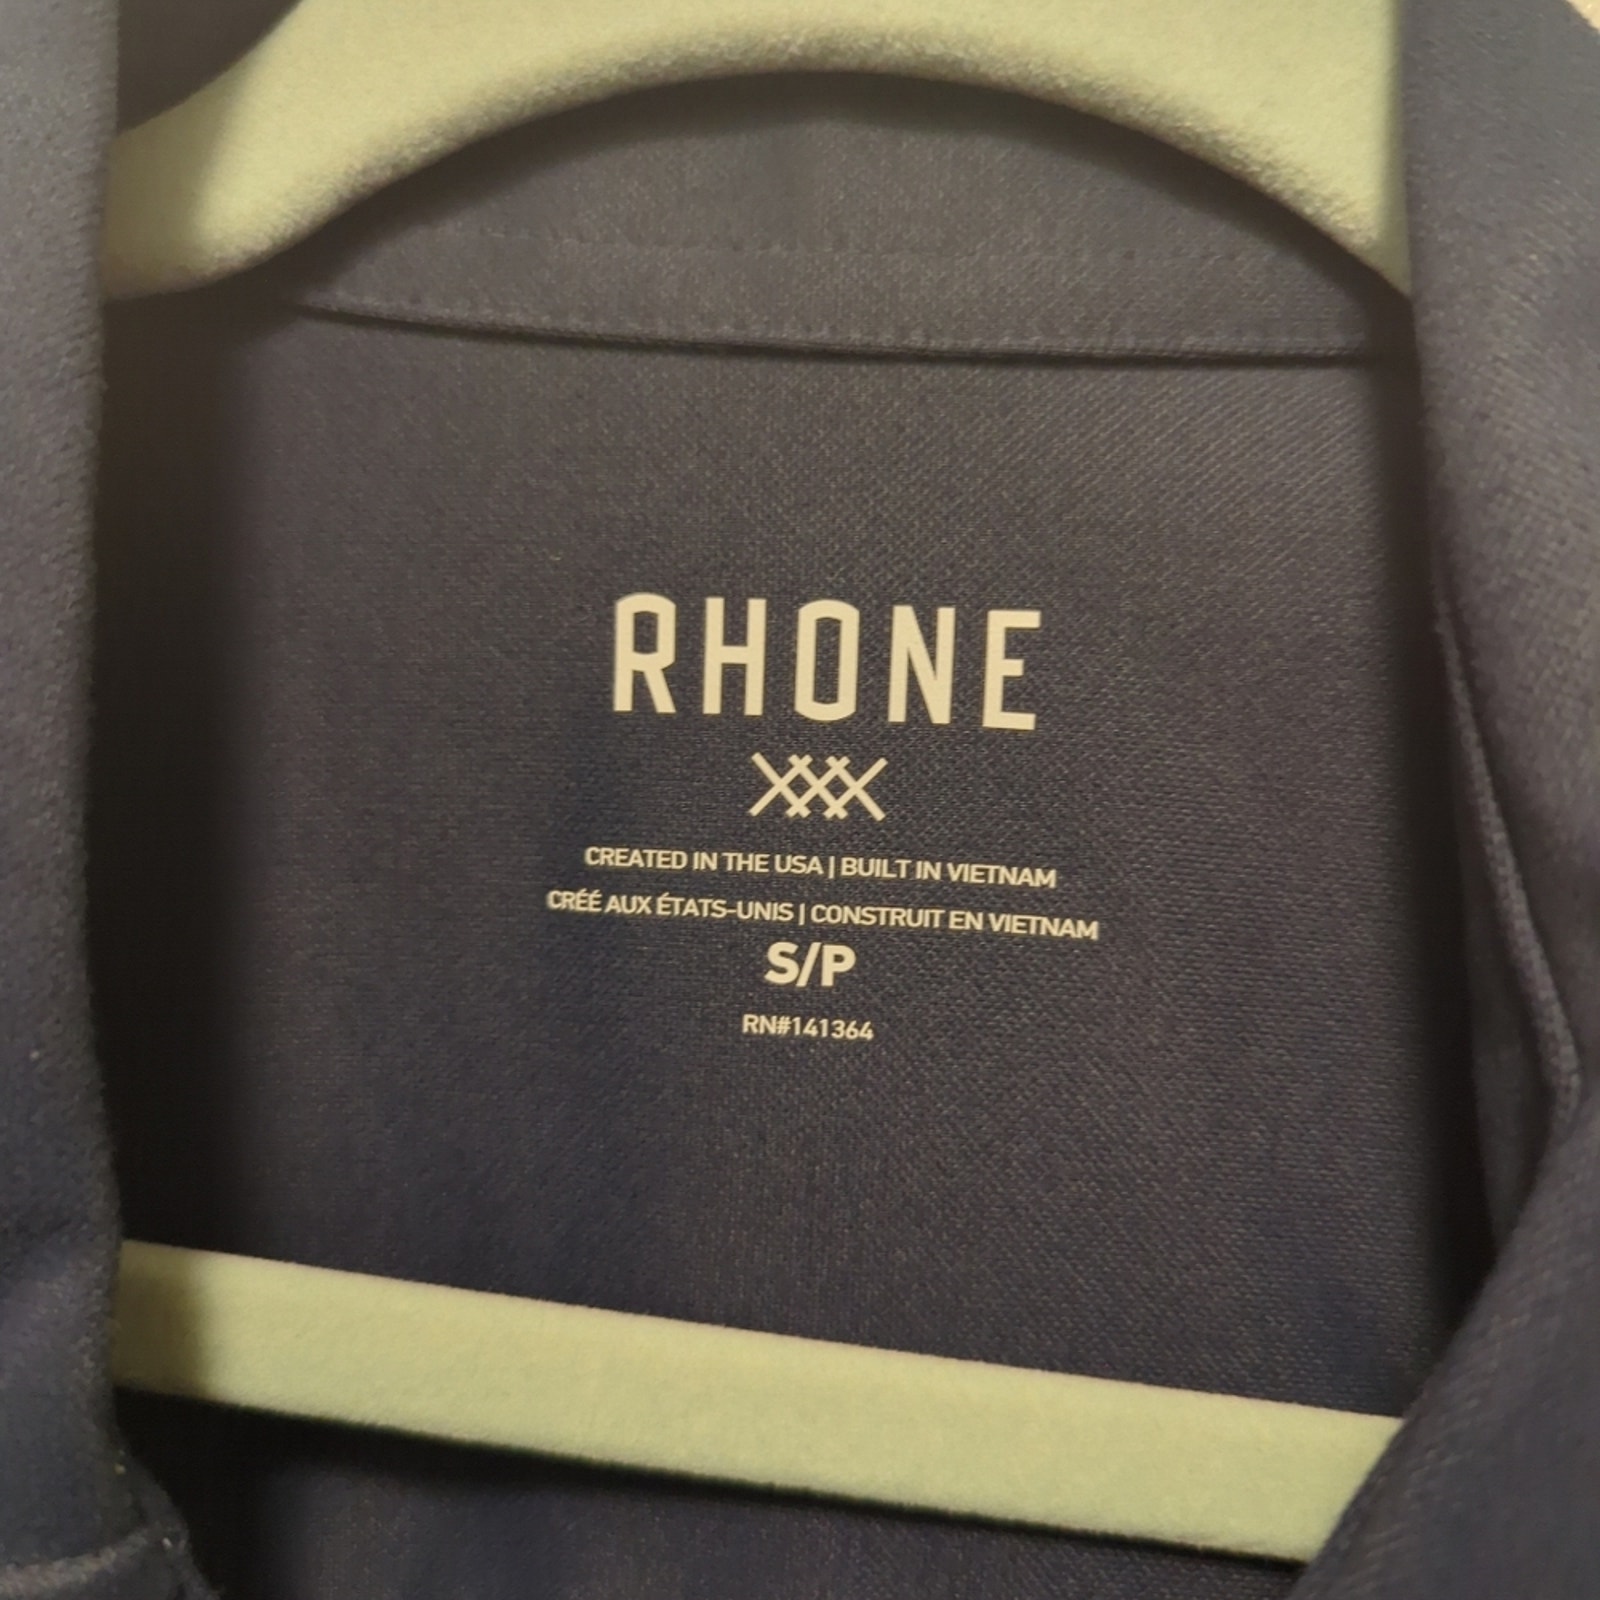 RHONE
CREATED IN THE USA | BUILT IN VIETNAM
CRÉÉ AUX ÉTATS-UNIS | CONSTRUIT EN VIETNAM
S/P
RN#141364